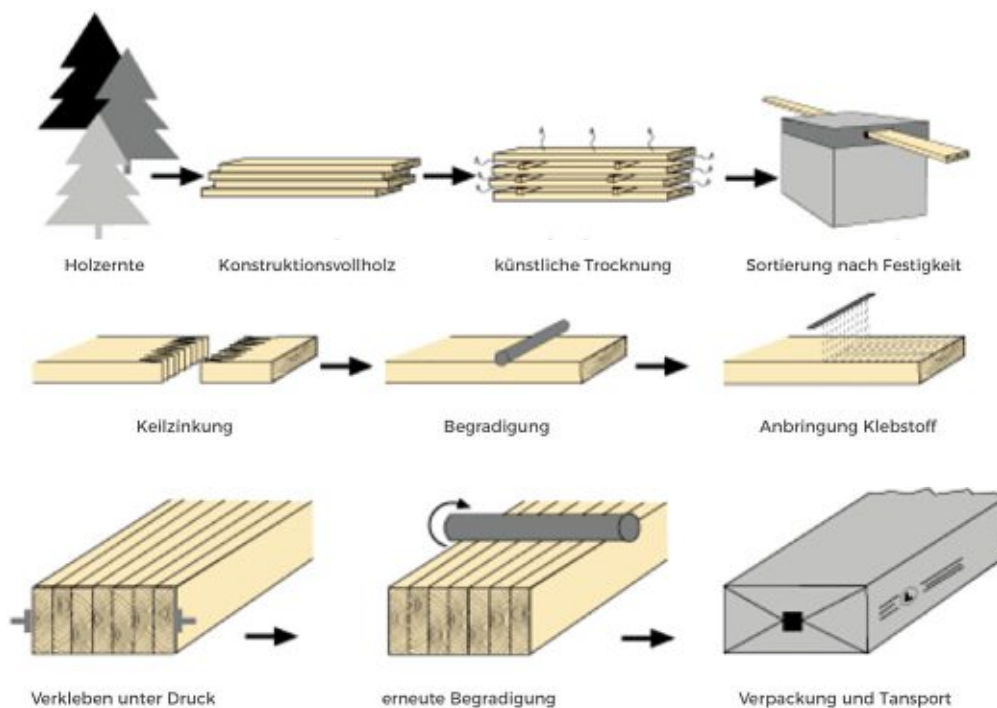 Holzernte
Konstruktionsvollholz
künstliche Trocknung
Sortierung nach Festigkeit
Keilzinkung
Begradigung
Anbringung Klebstoff
Verkleben unter Druck
erneute Begradigung
Verpackung und Tansport